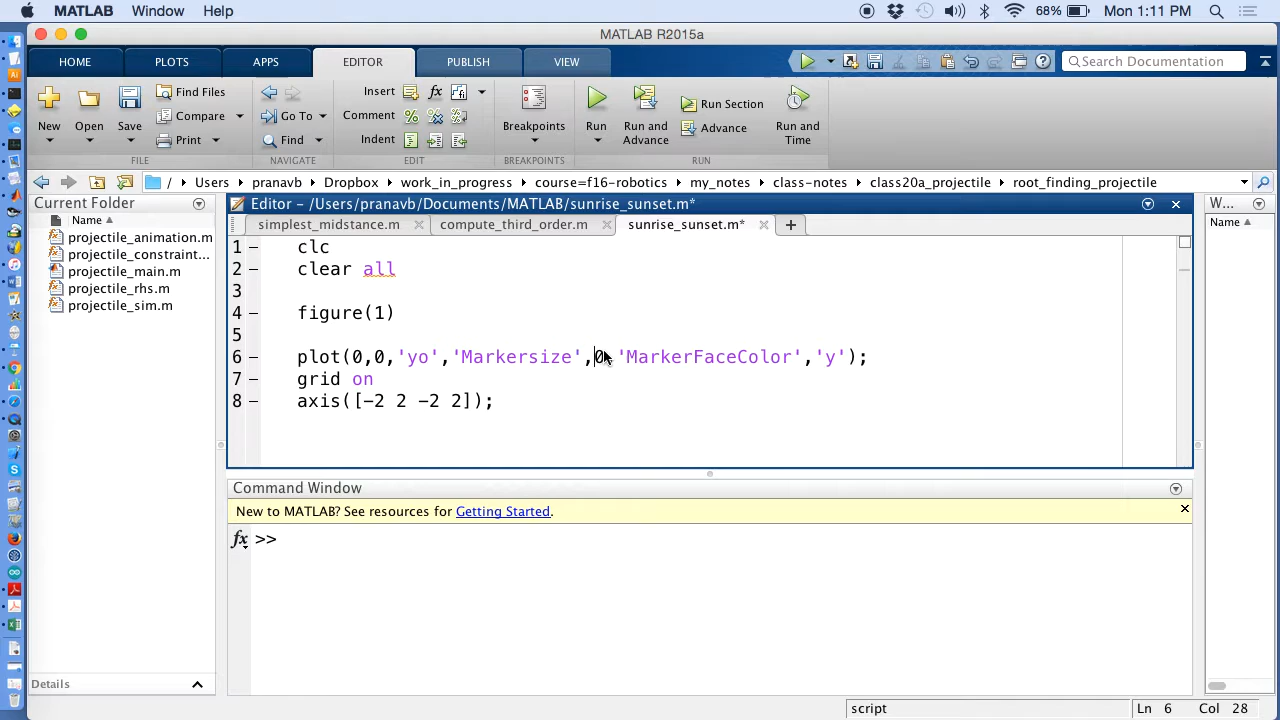 MATLAB Window Help 68% Mon 1:11 PM
MATLAB R2015a
HOME PLOTS APPS EDITOR PUBLISH VIEW Search Documentation
New Open Save Find Files Compare Print
Go To Find
Insert Comment Indent
Breakpoints Run Run and Advance Run Section Advance Run and Time
FILE NAVIGATE EDIT BREAKPOINTS RUN
/ Users pranavb Dropbox work_in_progress course=f16-robotics my_notes class-notes class20a_projectile root_finding_projectile
Current Folder
Name
projectile_animation.m
projectile_constraint...
projectile_main.m
projectile_rhs.m
projectile_sim.m
Details
Editor - /Users/pranavb/Documents/MATLAB/sunrise_sunset.m*
simplest_midstance.m compute_third_order.m sunrise_sunset.m*
1 - clc
2 - clear all
3
4 - figure(1)
5
6 - plot(0,0,'yo','Markersize',0,'MarkerFaceColor','y');
7 - grid on
8 - axis([-2 2 -2 2]);
Command Window
New to MATLAB? See resources for Getting Started.
fx >>
W...
Name
script Ln 6 Col 28